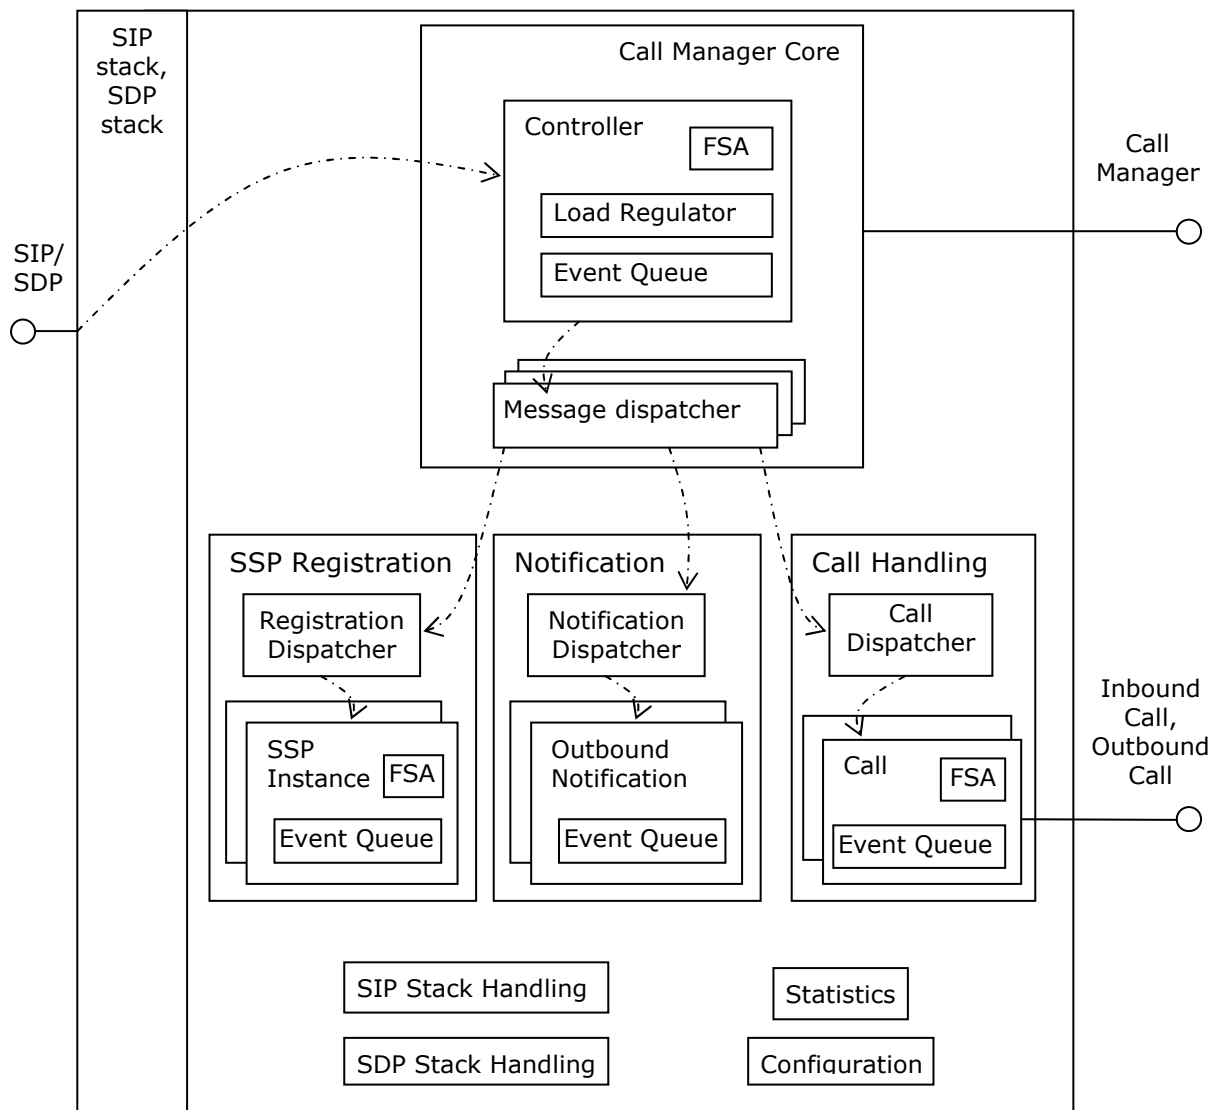 SIP
stack,
SDP
stack
Call Manager Core
Controller
FSA
Load Regulator
Event Queue
Call
Manager
SIP/
SDP
Message dispatcher
SSP Registration
Registration
Dispatcher
SSP
Instance
FSA
Event Queue
Notification
Notification
Dispatcher
Outbound
Notification
Event Queue
Call Handling
Call
Dispatcher
Call
FSA
Event Queue
Inbound
Call,
Outbound
Call
SIP Stack Handling
Statistics
SDP Stack Handling
Configuration